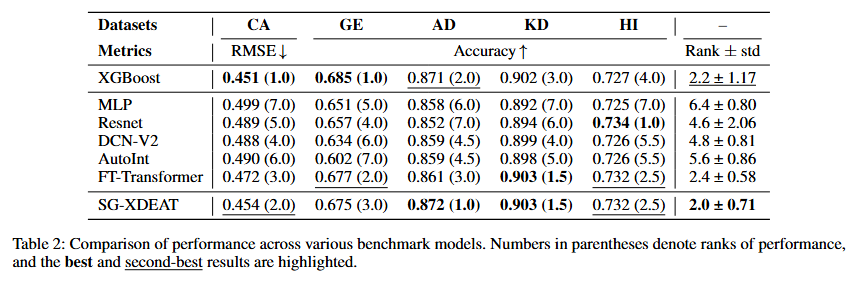 Datasets CA GE AD KD HI –
Metrics RMSE↓ Accuracy↑ Rank ± std
XGBoost 0.451 (1.0) 0.685 (1.0) 0.871 (2.0) 0.902 (3.0) 0.727 (4.0) 2.2 ± 1.17
MLP 0.499 (7.0) 0.651 (5.0) 0.858 (6.0) 0.892 (7.0) 0.725 (7.0) 6.4 ± 0.80
Resnet 0.489 (5.0) 0.657 (4.0) 0.852 (7.0) 0.894 (6.0) 0.734 (1.0) 4.6 ± 2.06
DCN-V2 0.488 (4.0) 0.634 (6.0) 0.859 (4.5) 0.899 (4.0) 0.726 (5.5) 4.8 ± 0.81
AutoInt 0.490 (6.0) 0.602 (7.0) 0.859 (4.5) 0.898 (5.0) 0.726 (5.5) 5.6 ± 0.86
FT-Transformer 0.472 (3.0) 0.677 (2.0) 0.861 (3.0) 0.903 (1.5) 0.732 (2.5) 2.4 ± 0.58
SG-XDEAT 0.454 (2.0) 0.675 (3.0) 0.872 (1.0) 0.903 (1.5) 0.732 (2.5) 2.0 ± 0.71
Table 2: Comparison of performance across various benchmark models. Numbers in parentheses denote ranks of performance,
and the best and second-best results are highlighted.